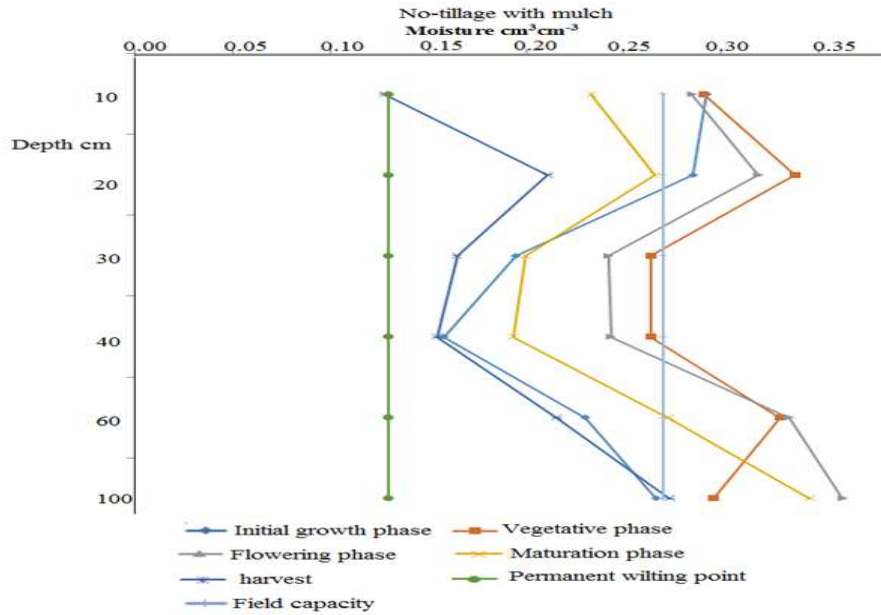 No-tillage with mulch
Moisture cm³cm⁻³
0.00 0.05 0.10 0.15 0,20 0,25 0,30 0.35
10
Depth cm
20
30
40
60
100
Initial growth phase Vegetative phase
Flowering phase Maturation phase
harvest Permanent wilting point
Field capacity